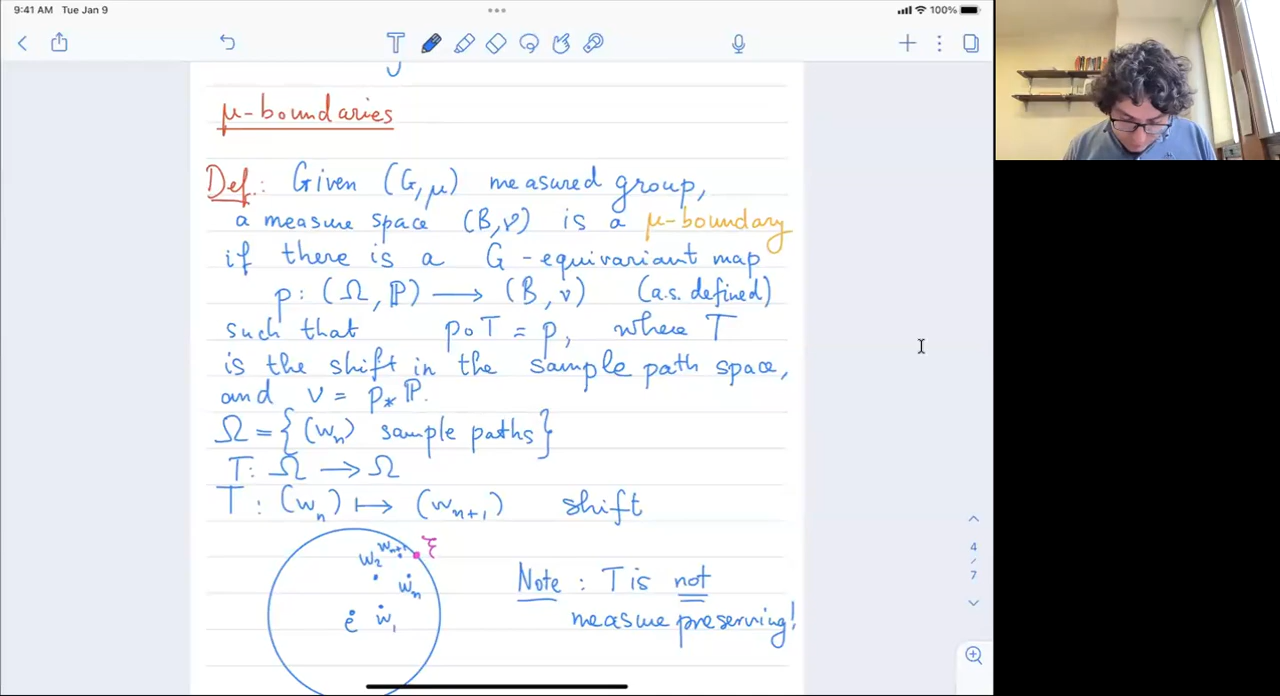 9:41 AM Tue Jan 9
100%
μ-boundaries
Def.: Given (G,μ) measured group,
a measure space (B,ν) is a μ-boundary
if there is a G-equivariant map
p: (Ω, ℙ) ⟶ (B, ν) (a.s. defined)
such that p∘T = p, where T
is the shift in the sample path space,
and ν = p⁎ℙ.
Ω = {(wₙ) sample paths}
T: Ω ⟶ Ω
T: (wₙ) ⟼ (wₙ₊₁) shift
wₙ₊₁ ξ
w₂
wₙ
e w₁
Note: T is not
measure preserving!
4
/
7